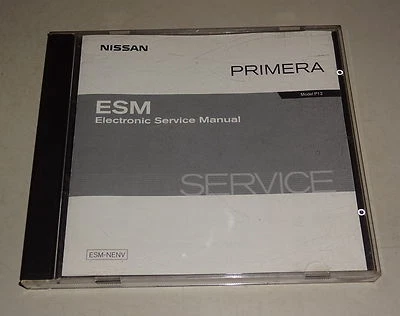 NISSAN
PRIMERA
Model P12
ESM
Electronic Service Manual
SERVICE
ESM-NENV